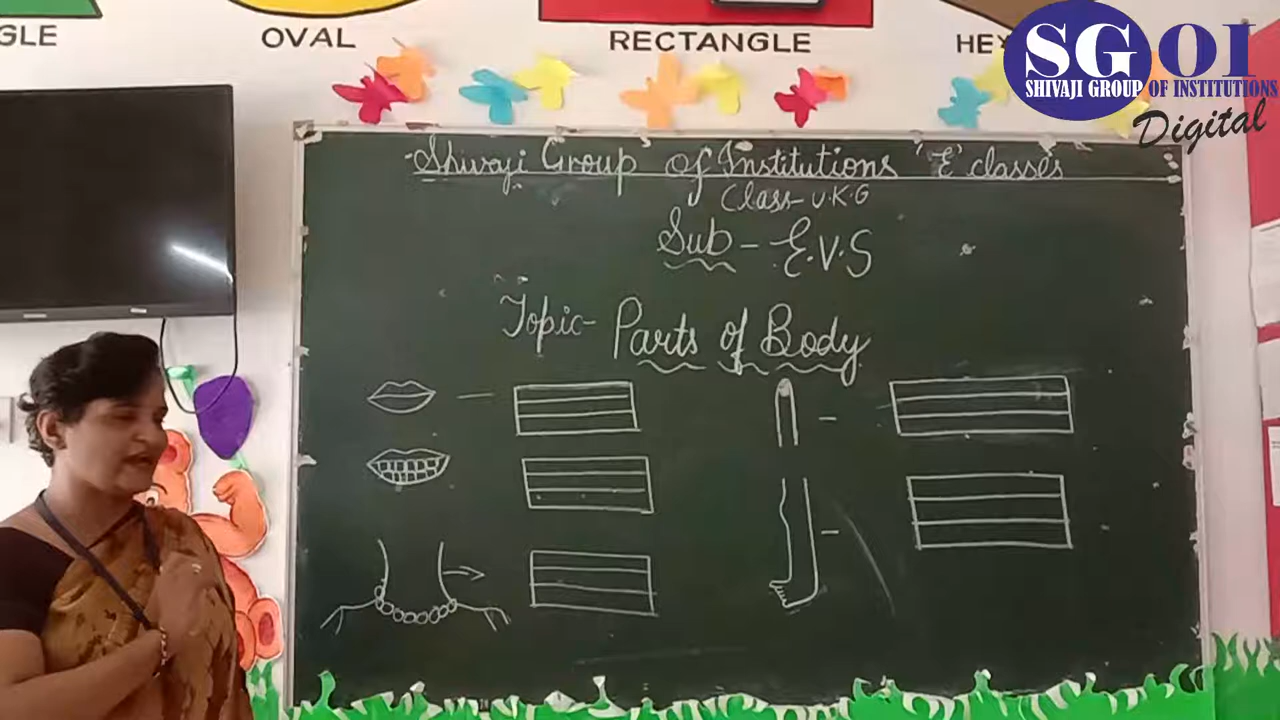 GLE
OVAL
RECTANGLE
HEX
SGOI
SHIVAJI GROUP OF INSTITUTIONS
Digital
Shivaji Group of Institutions 'E' classes
Class- U.K.G
Sub - E.V.S
Topic- Parts of Body